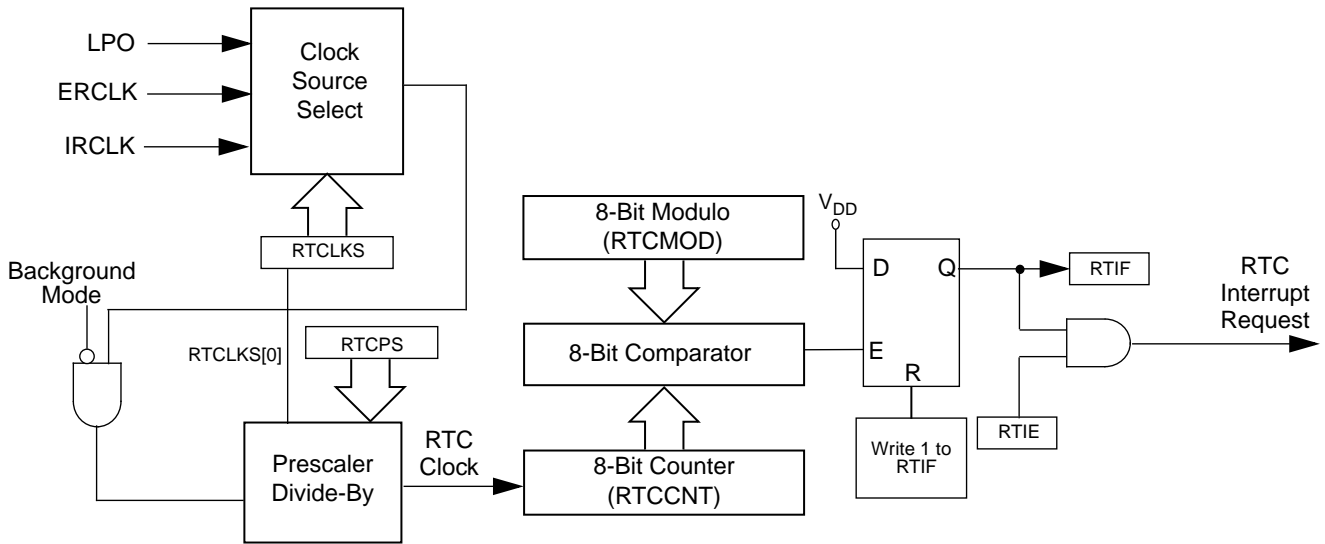 LPO
ERCLK
IRCLK
Clock
Source
Select
RTCLKS
Background
Mode
RTCLKS[0]
RTCPS
Prescaler
Divide-By
RTC
Clock
8-Bit Modulo
(RTCMOD)
8-Bit Comparator
8-Bit Counter
(RTCCNT)
VDD
D
Q
E
R
Write 1 to
RTIF
RTIF
RTIE
RTC
Interrupt
Request